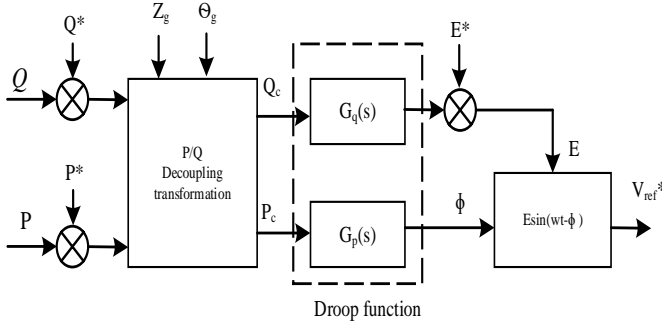 Q*
Z_g
Θ_g
E*
Q
Q_c
G_q(s)
P/Q
Decoupling
transformation
E
P*
P
P_c
G_p(s)
ϕ
Esin(wt-ϕ )
V_ref*
Droop function